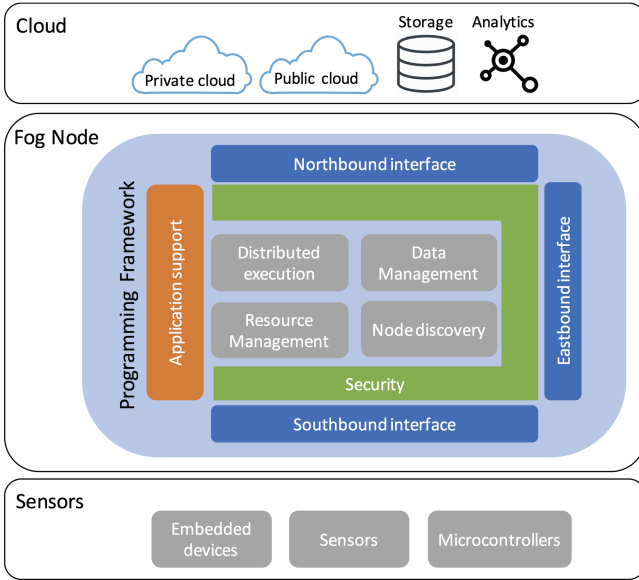 Cloud
Storage
Analytics
Private cloud
Public cloud
Fog Node
Programming Framework
Application support
Northbound interface
Distributed
execution
Data
Management
Resource
Management
Node discovery
Security
Eastbound interface
Southbound interface
Sensors
Embedded
devices
Sensors
Microcontrollers